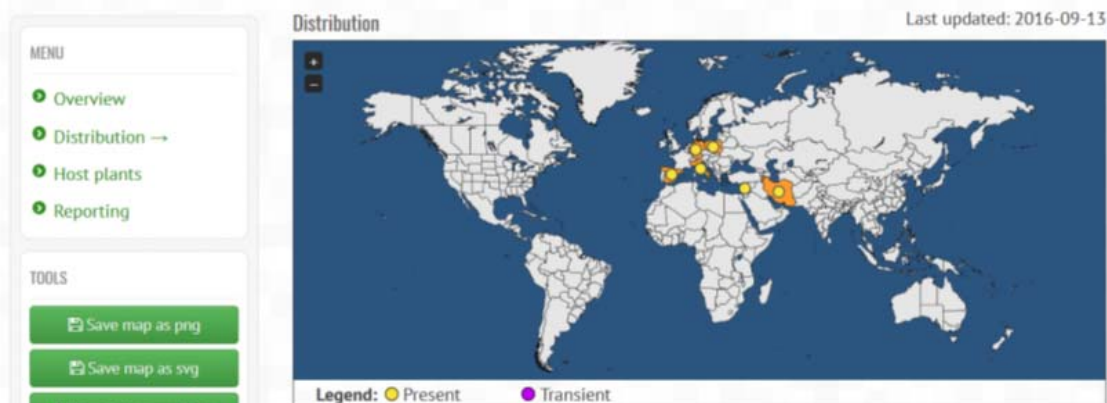 Distribution
Last updated: 2016-09-13
MENU
Overview
Distribution →
Host plants
Reporting
TOOLS
Save map as png
Save map as svg
+
−
Legend: Present Transient